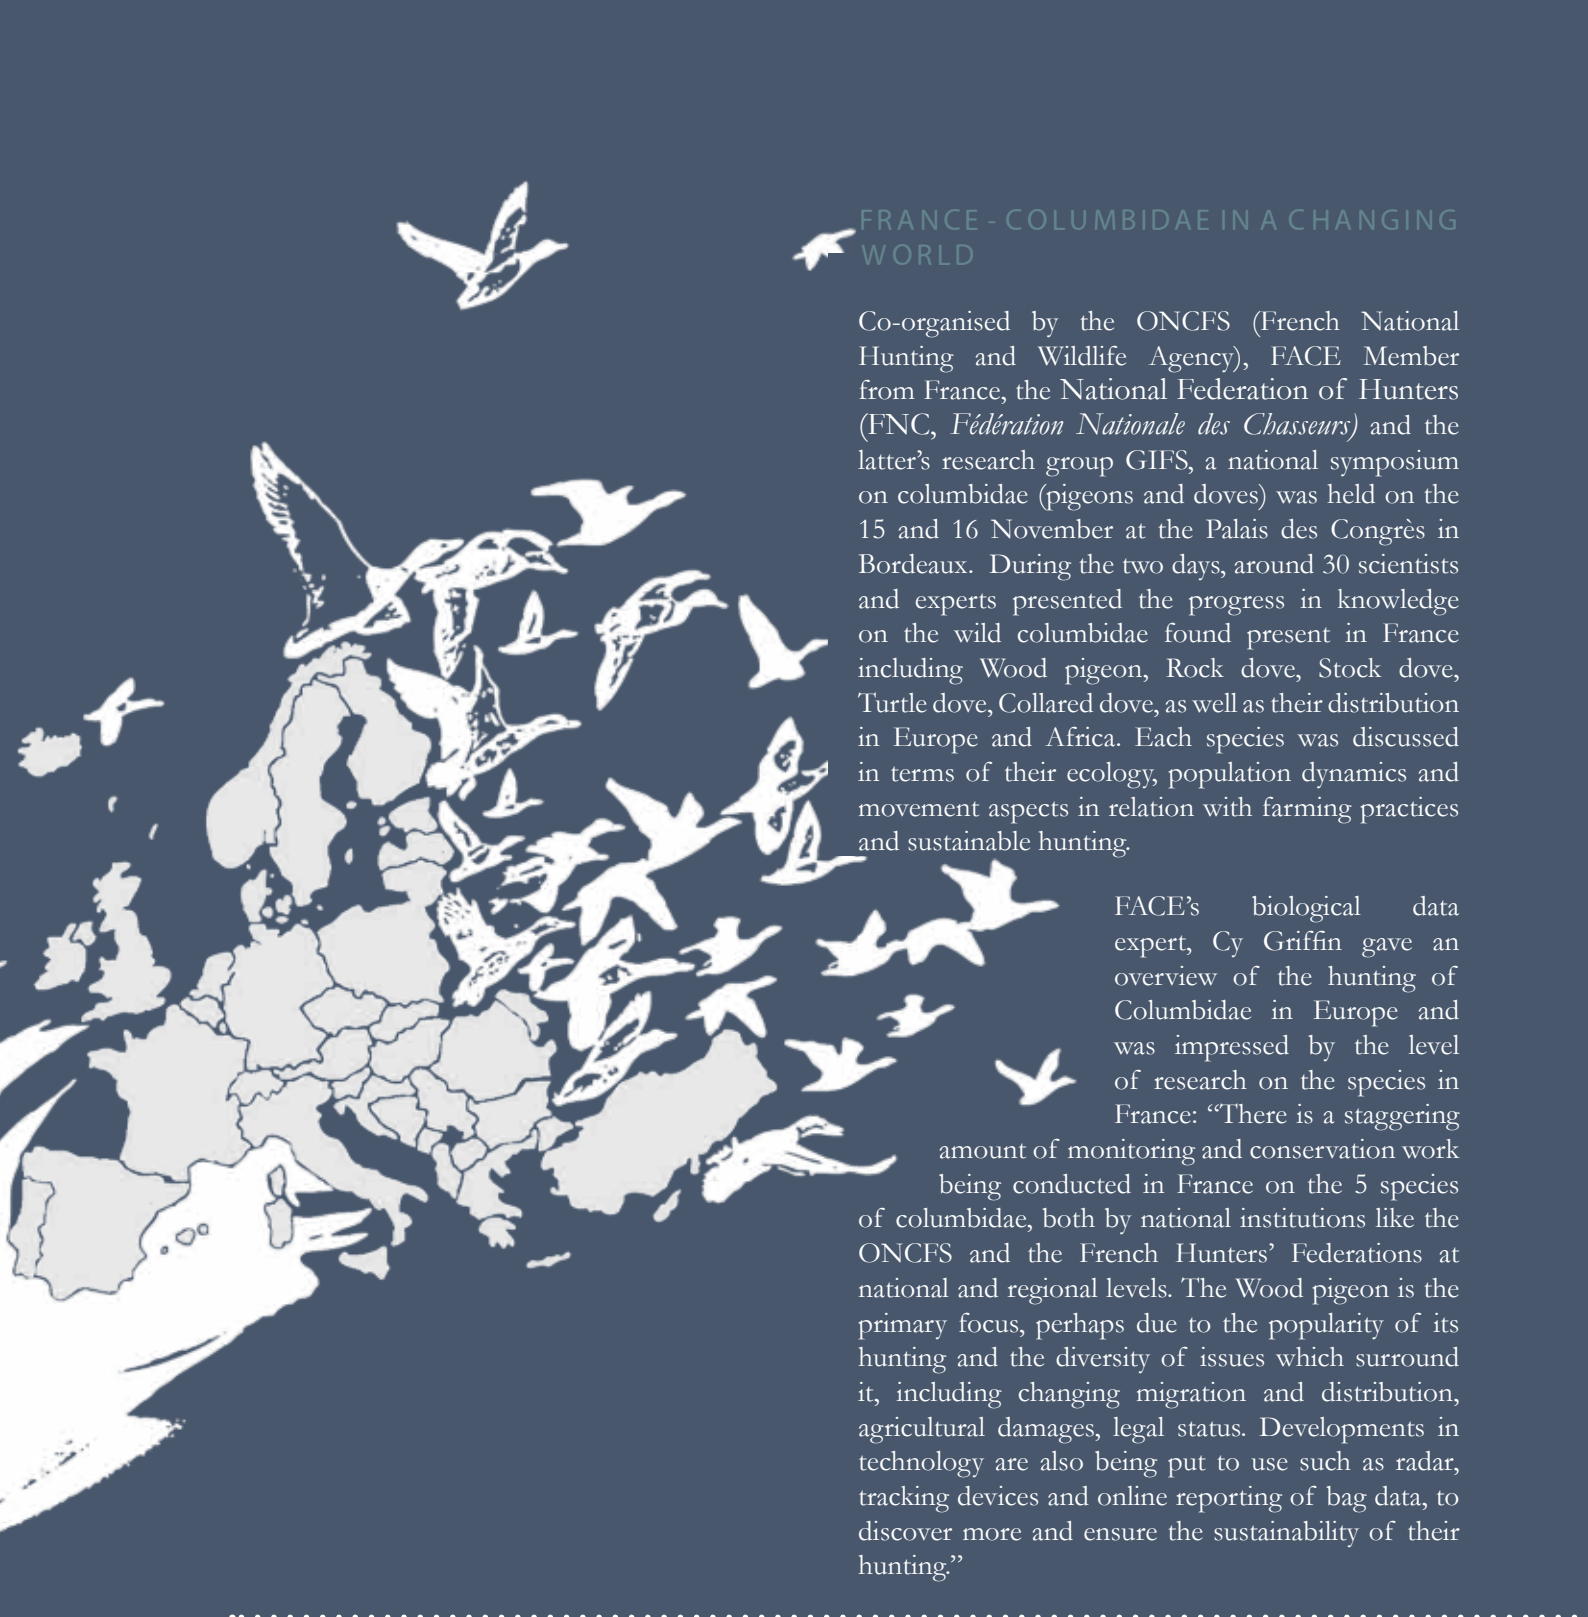 FRANCE - COLUMBIDAE IN A CHANGING
WORLD
Co-organised by the ONCFS (French National
Hunting and Wildlife Agency), FACE Member
from France, the National Federation of Hunters
(FNC, Fédération Nationale des Chasseurs) and the
latter’s research group GIFS, a national symposium
on columbidae (pigeons and doves) was held on the
15 and 16 November at the Palais des Congrès in
Bordeaux. During the two days, around 30 scientists
and experts presented the progress in knowledge
on the wild columbidae found present in France
including Wood pigeon, Rock dove, Stock dove,
Turtle dove, Collared dove, as well as their distribution
in Europe and Africa. Each species was discussed
in terms of their ecology, population dynamics and
movement aspects in relation with farming practices
and sustainable hunting.
FACE’s biological data
expert, Cy Griffin gave an
overview of the hunting of
Columbidae in Europe and
was impressed by the level
of research on the species in
France: “There is a staggering
amount of monitoring and conservation work
being conducted in France on the 5 species
of columbidae, both by national institutions like the
ONCFS and the French Hunters’ Federations at
national and regional levels. The Wood pigeon is the
primary focus, perhaps due to the popularity of its
hunting and the diversity of issues which surround
it, including changing migration and distribution,
agricultural damages, legal status. Developments in
technology are also being put to use such as radar,
tracking devices and online reporting of bag data, to
discover more and ensure the sustainability of their
hunting.”